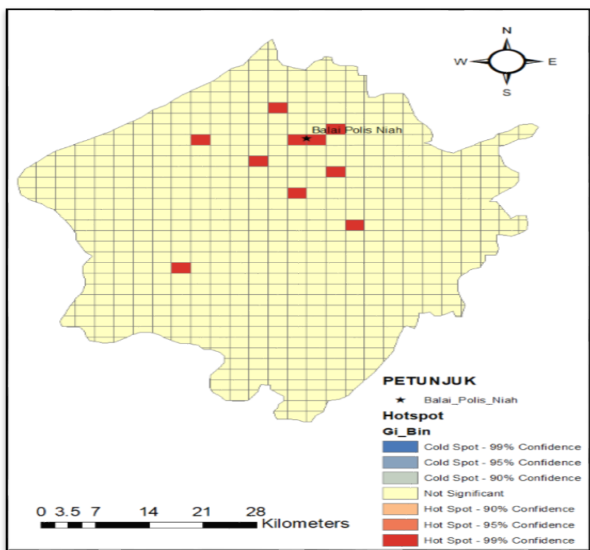 N
W E
S
Balai Polis Niah
PETUNJUK
Balai_Polis_Niah
Hotspot
Gi_Bin
Cold Spot - 99% Confidence
Cold Spot - 95% Confidence
Cold Spot - 90% Confidence
Not Significant
Hot Spot - 90% Confidence
Hot Spot - 95% Confidence
Hot Spot - 99% Confidence
0 3.5 7 14 21 28
Kilometers